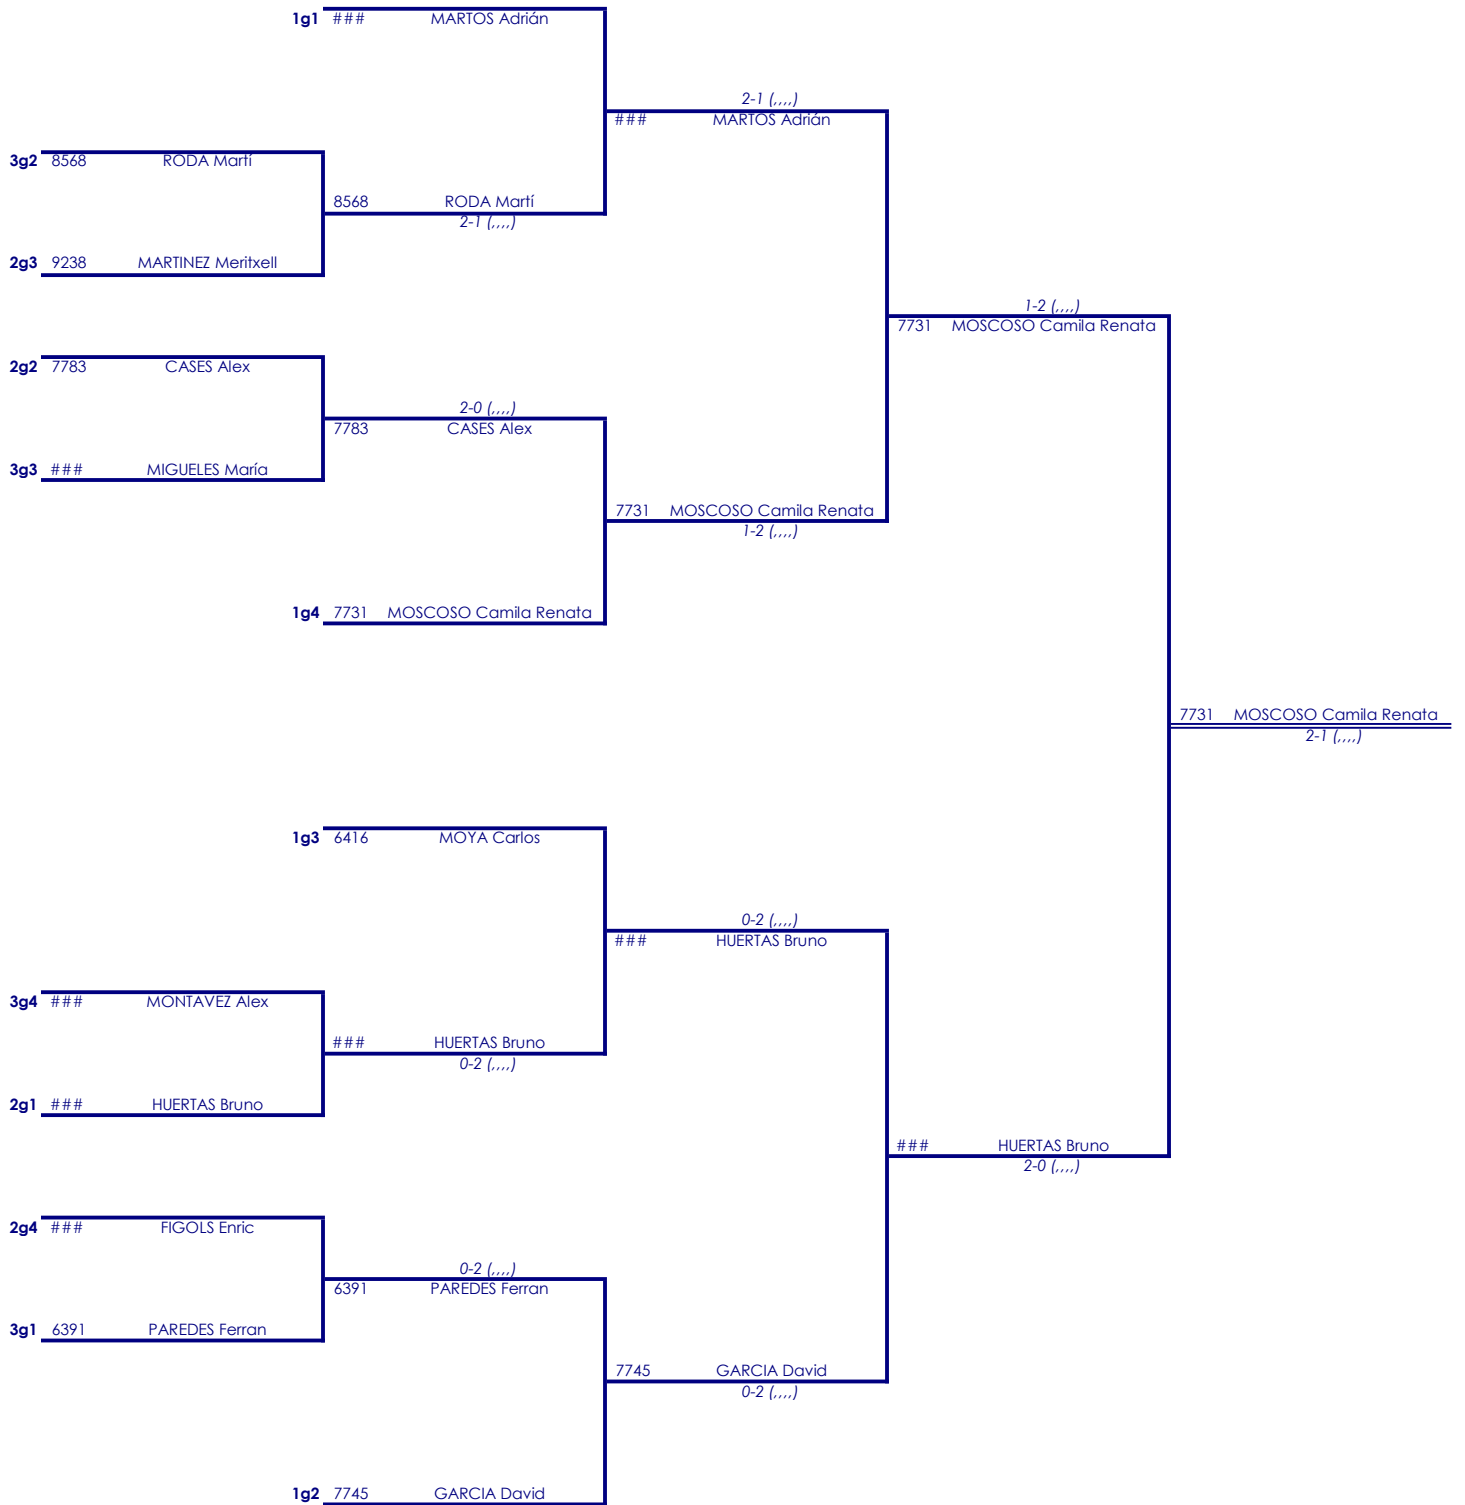 1g1 ### MARTOS Adrián
2-1 (,,,,)
### MARTOS Adrián
3g2 8568 RODA Martí
8568 RODA Martí
2-1 (,,,,)
2g3 9238 MARTINEZ Meritxell
1-2 (,,,,)
7731 MOSCOSO Camila Renata
2g2 7783 CASES Alex
2-0 (,,,,)
7783 CASES Alex
3g3 ### MIGUELES María
7731 MOSCOSO Camila Renata
1-2 (,,,,)
1g4 7731 MOSCOSO Camila Renata
7731 MOSCOSO Camila Renata
2-1 (,,,,)
1g3 6416 MOYA Carlos
0-2 (,,,,)
### HUERTAS Bruno
3g4 ### MONTAVEZ Alex
### HUERTAS Bruno
0-2 (,,,,)
2g1 ### HUERTAS Bruno
### HUERTAS Bruno
2-0 (,,,,)
2g4 ### FIGOLS Enric
0-2 (,,,,)
6391 PAREDES Ferran
3g1 6391 PAREDES Ferran
7745 GARCIA David
0-2 (,,,,)
1g2 7745 GARCIA David